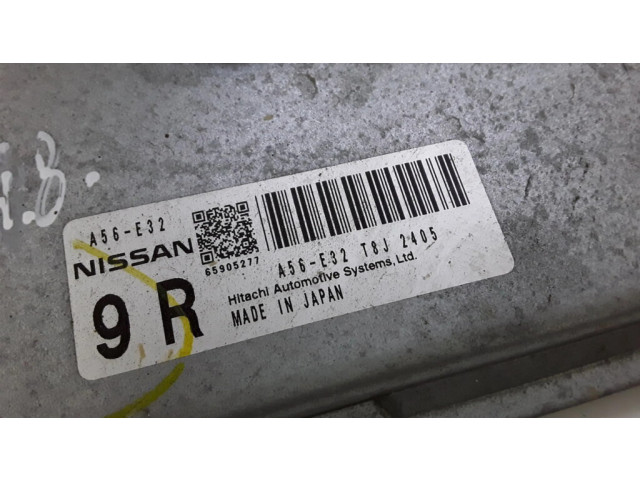 A56-E32
NISSAN
65905277
A56-E32 T8J 2405
9 R
Hitachi Automotive Systems, Ltd.
MADE IN JAPAN